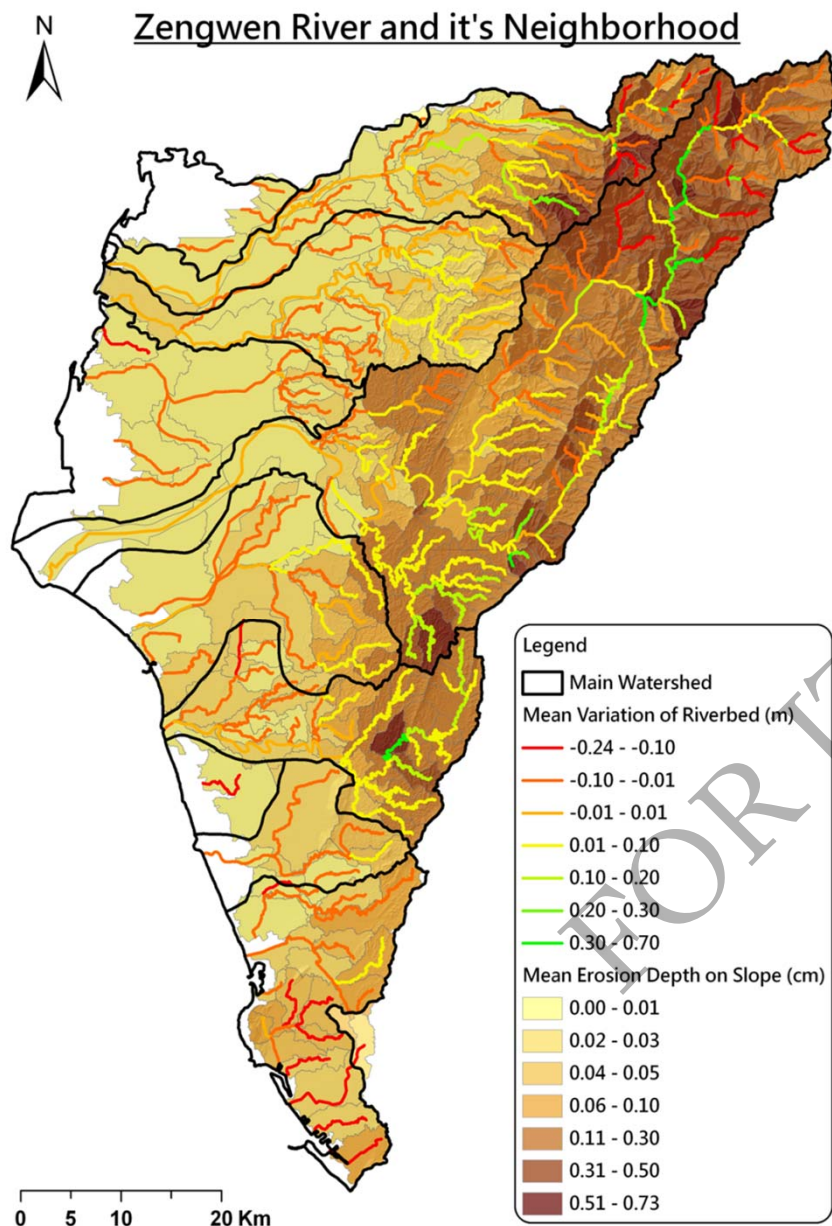 Zengwen River and it's Neighborhood
N
Legend
Main Watershed
Mean Variation of Riverbed (m)
-0.24 - -0.10
-0.10 - -0.01
-0.01 - 0.01
0.01 - 0.10
0.10 - 0.20
0.20 - 0.30
0.30 - 0.70
Mean Erosion Depth on Slope (cm)
0.00 - 0.01
0.02 - 0.03
0.04 - 0.05
0.06 - 0.10
0.11 - 0.30
0.31 - 0.50
0.51 - 0.73
0 5 10 20 Km
FOR